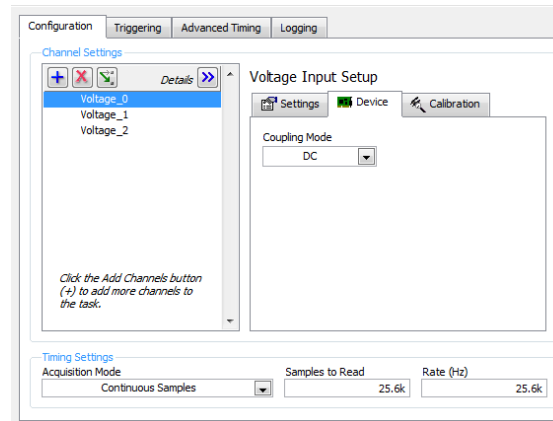 Configuration Triggering Advanced Timing Logging
Channel Settings
Details
Voltage_0
Voltage_1
Voltage_2
Click the Add Channels button
(+) to add more channels to
the task.
Voltage Input Setup
Settings Device Calibration
Coupling Mode
DC
Timing Settings
Acquisition Mode Samples to Read Rate (Hz)
Continuous Samples 25.6k 25.6k